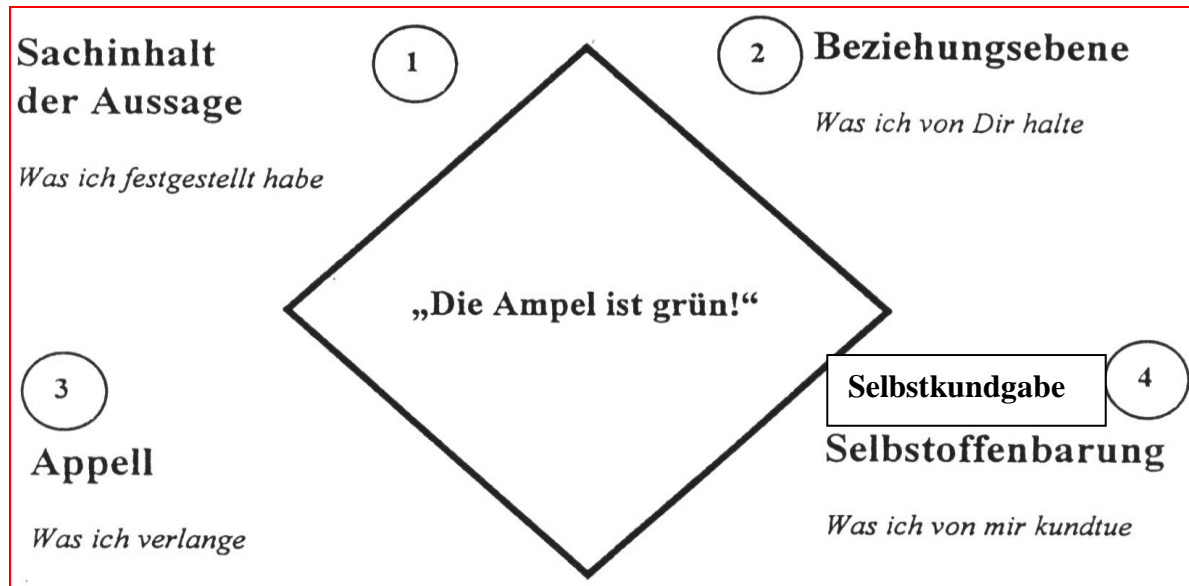 Sachinhalt
der Aussage
1
Was ich festgestellt habe
2
Beziehungsebene
Was ich von Dir halte
„Die Ampel ist grün!“
3
Appell
Was ich verlange
Selbstkundgabe
4
Selbstoffenbarung
Was ich von mir kundtue